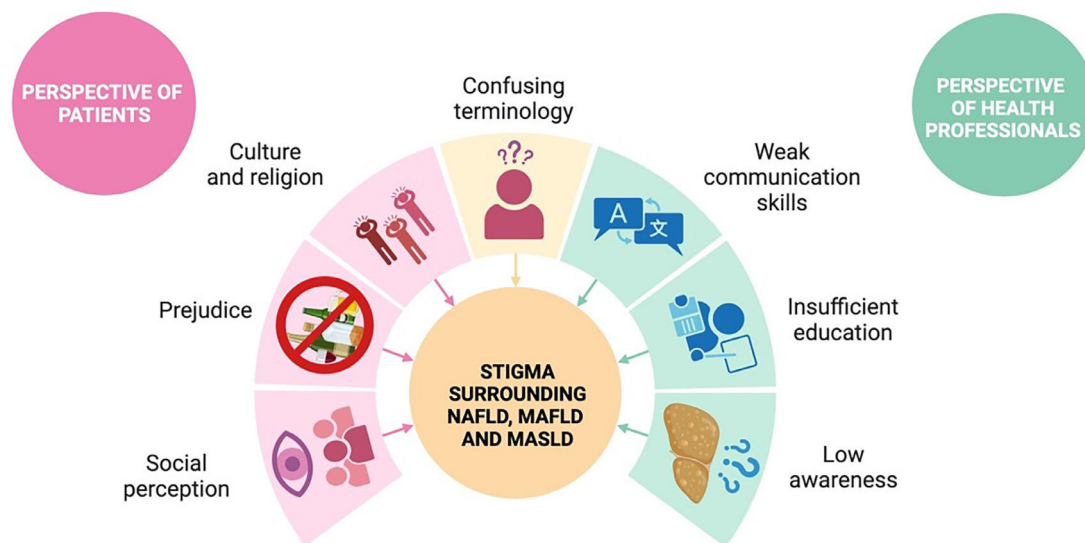 PERSPECTIVE OF
PATIENTS
PERSPECTIVE
OF HEALTH
PROFESSIONALS
Confusing
terminology
???
Culture
and religion
Weak
communication
skills
A
文
Prejudice
Insufficient
education
STIGMA
SURROUNDING
NAFLD, MAFLD
AND MASLD
Social
perception
Low
awareness
???